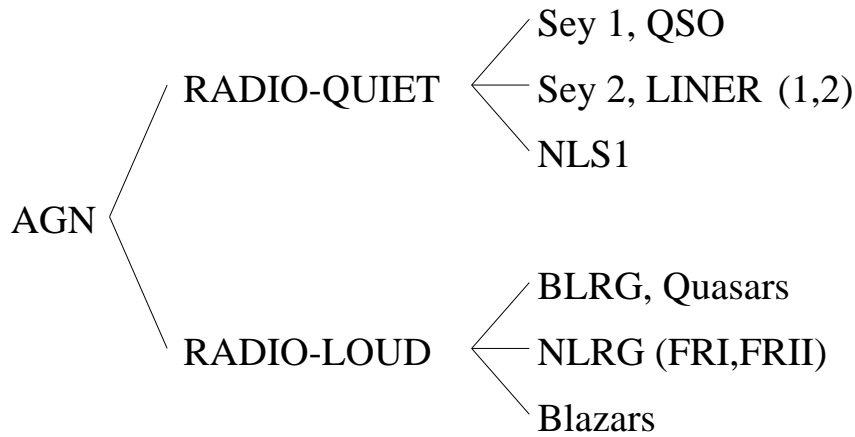 Sey 1, QSO
RADIO-QUIET
Sey 2, LINER (1,2)
NLS1
AGN
BLRG, Quasars
RADIO-LOUD
NLRG (FRI,FRII)
Blazars